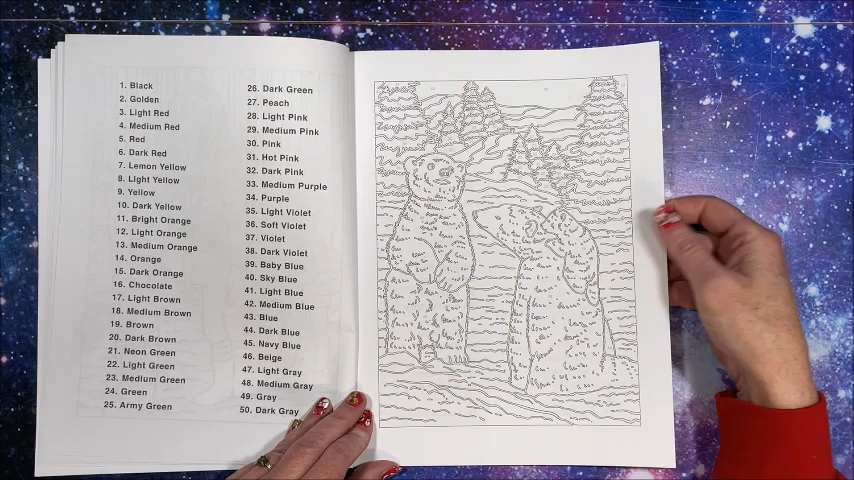 1. Black
2. Golden
3. Light Red
4. Medium Red
5. Red
6. Dark Red
7. Lemon Yellow
8. Light Yellow
9. Yellow
10. Dark Yellow
11. Bright Orange
12. Light Orange
13. Medium Orange
14. Orange
15. Dark Orange
16. Chocolate
17. Light Brown
18. Medium Brown
19. Brown
20. Dark Brown
21. Neon Green
22. Light Green
23. Medium Green
24. Green
25. Army Green
26. Dark Green
27. Peach
28. Light Pink
29. Medium Pink
30. Pink
31. Hot Pink
32. Dark Pink
33. Medium Purple
34. Purple
35. Light Violet
36. Soft Violet
37. Violet
38. Dark Violet
39. Baby Blue
40. Sky Blue
41. Light Blue
42. Medium Blue
43. Blue
44. Dark Blue
45. Navy Blue
46. Beige
47. Light Gray
48. Medium Gray
49. Gray
50. Dark Gray